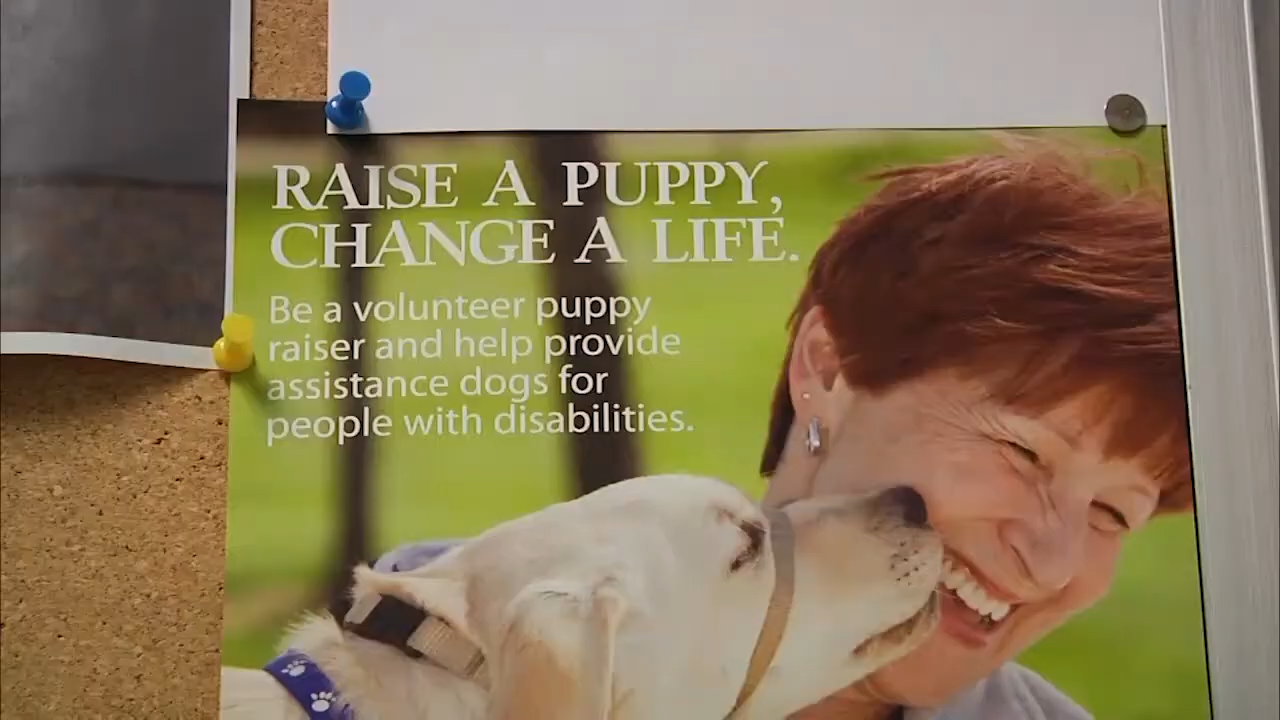 RAISE A PUPPY,
CHANGE A LIFE.
Be a volunteer puppy
raiser and help provide
assistance dogs for
people with disabilities.